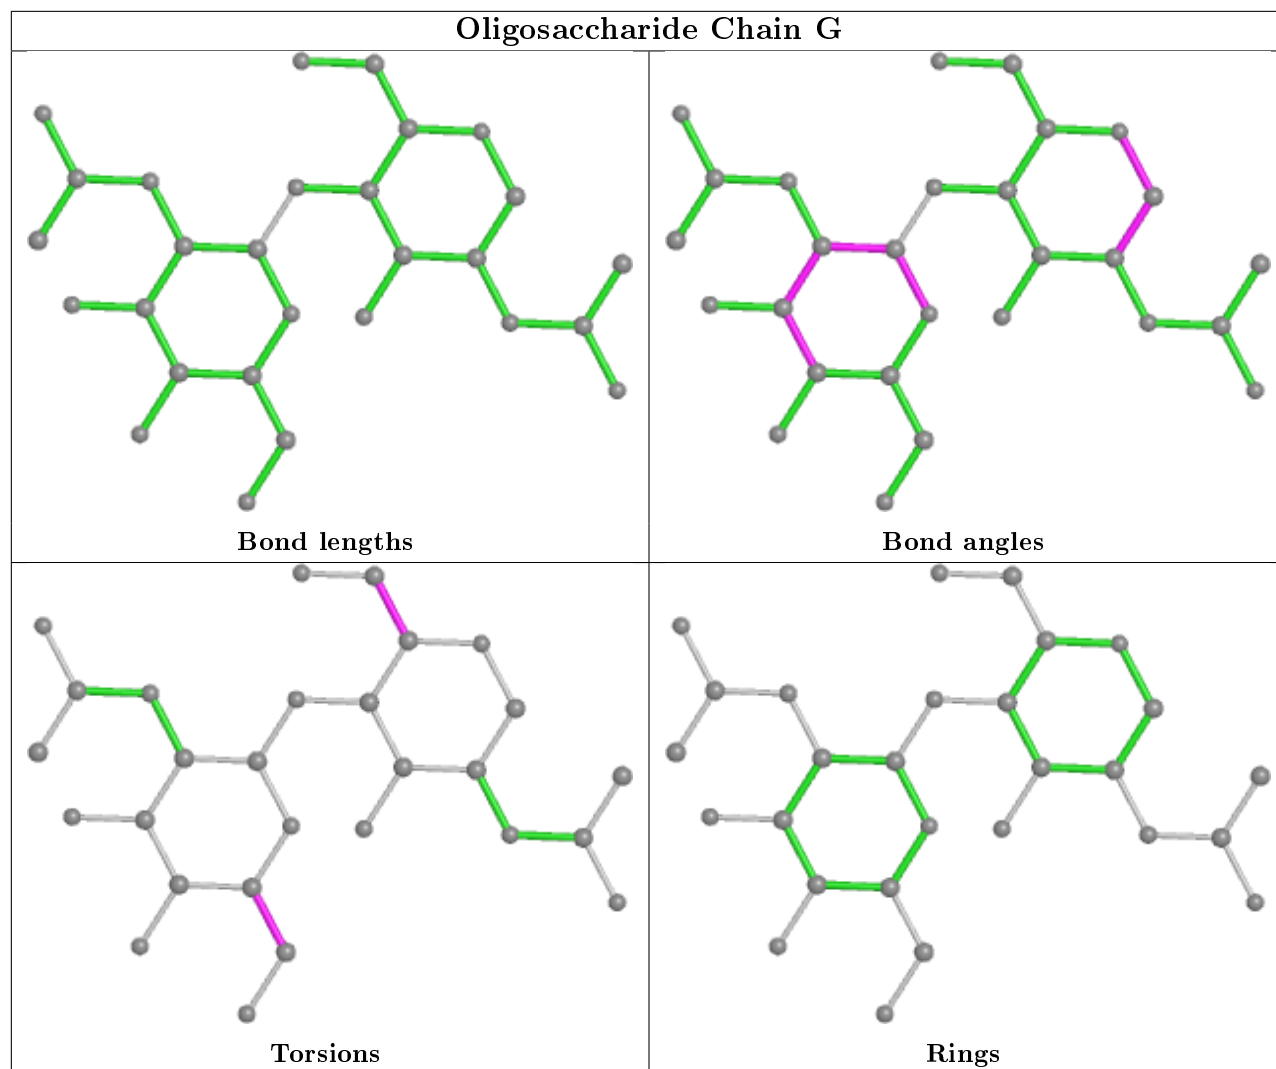 Oligosaccharide Chain G
Bond lengths
Bond angles
Torsions
Rings